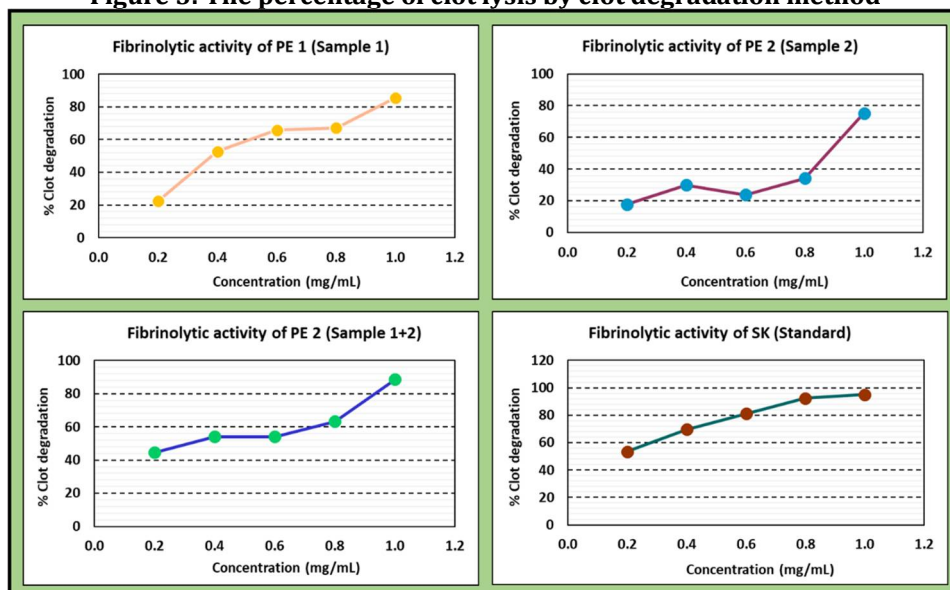 Figure 3: The percentage of clot lysis by clot degradation method
Fibrinolytic activity of PE 1 (Sample 1)
% Clot degradation
100
80
60
40
20
0
0.0 0.2 0.4 0.6 0.8 1.0 1.2
Concentration (mg/mL)
Fibrinolytic activity of PE 2 (Sample 2)
% Clot degradation
100
80
60
40
20
0
0.0 0.2 0.4 0.6 0.8 1.0 1.2
Concentration (mg/mL)
Fibrinolytic activity of PE 2 (Sample 1+2)
% Clot degradation
100
80
60
40
20
0
0.0 0.2 0.4 0.6 0.8 1.0 1.2
Concentration (mg/mL)
Fibrinolytic activity of SK (Standard)
% Clot degradation
120
100
80
60
40
20
0
0.0 0.2 0.4 0.6 0.8 1.0 1.2
Concentration (mg/mL)